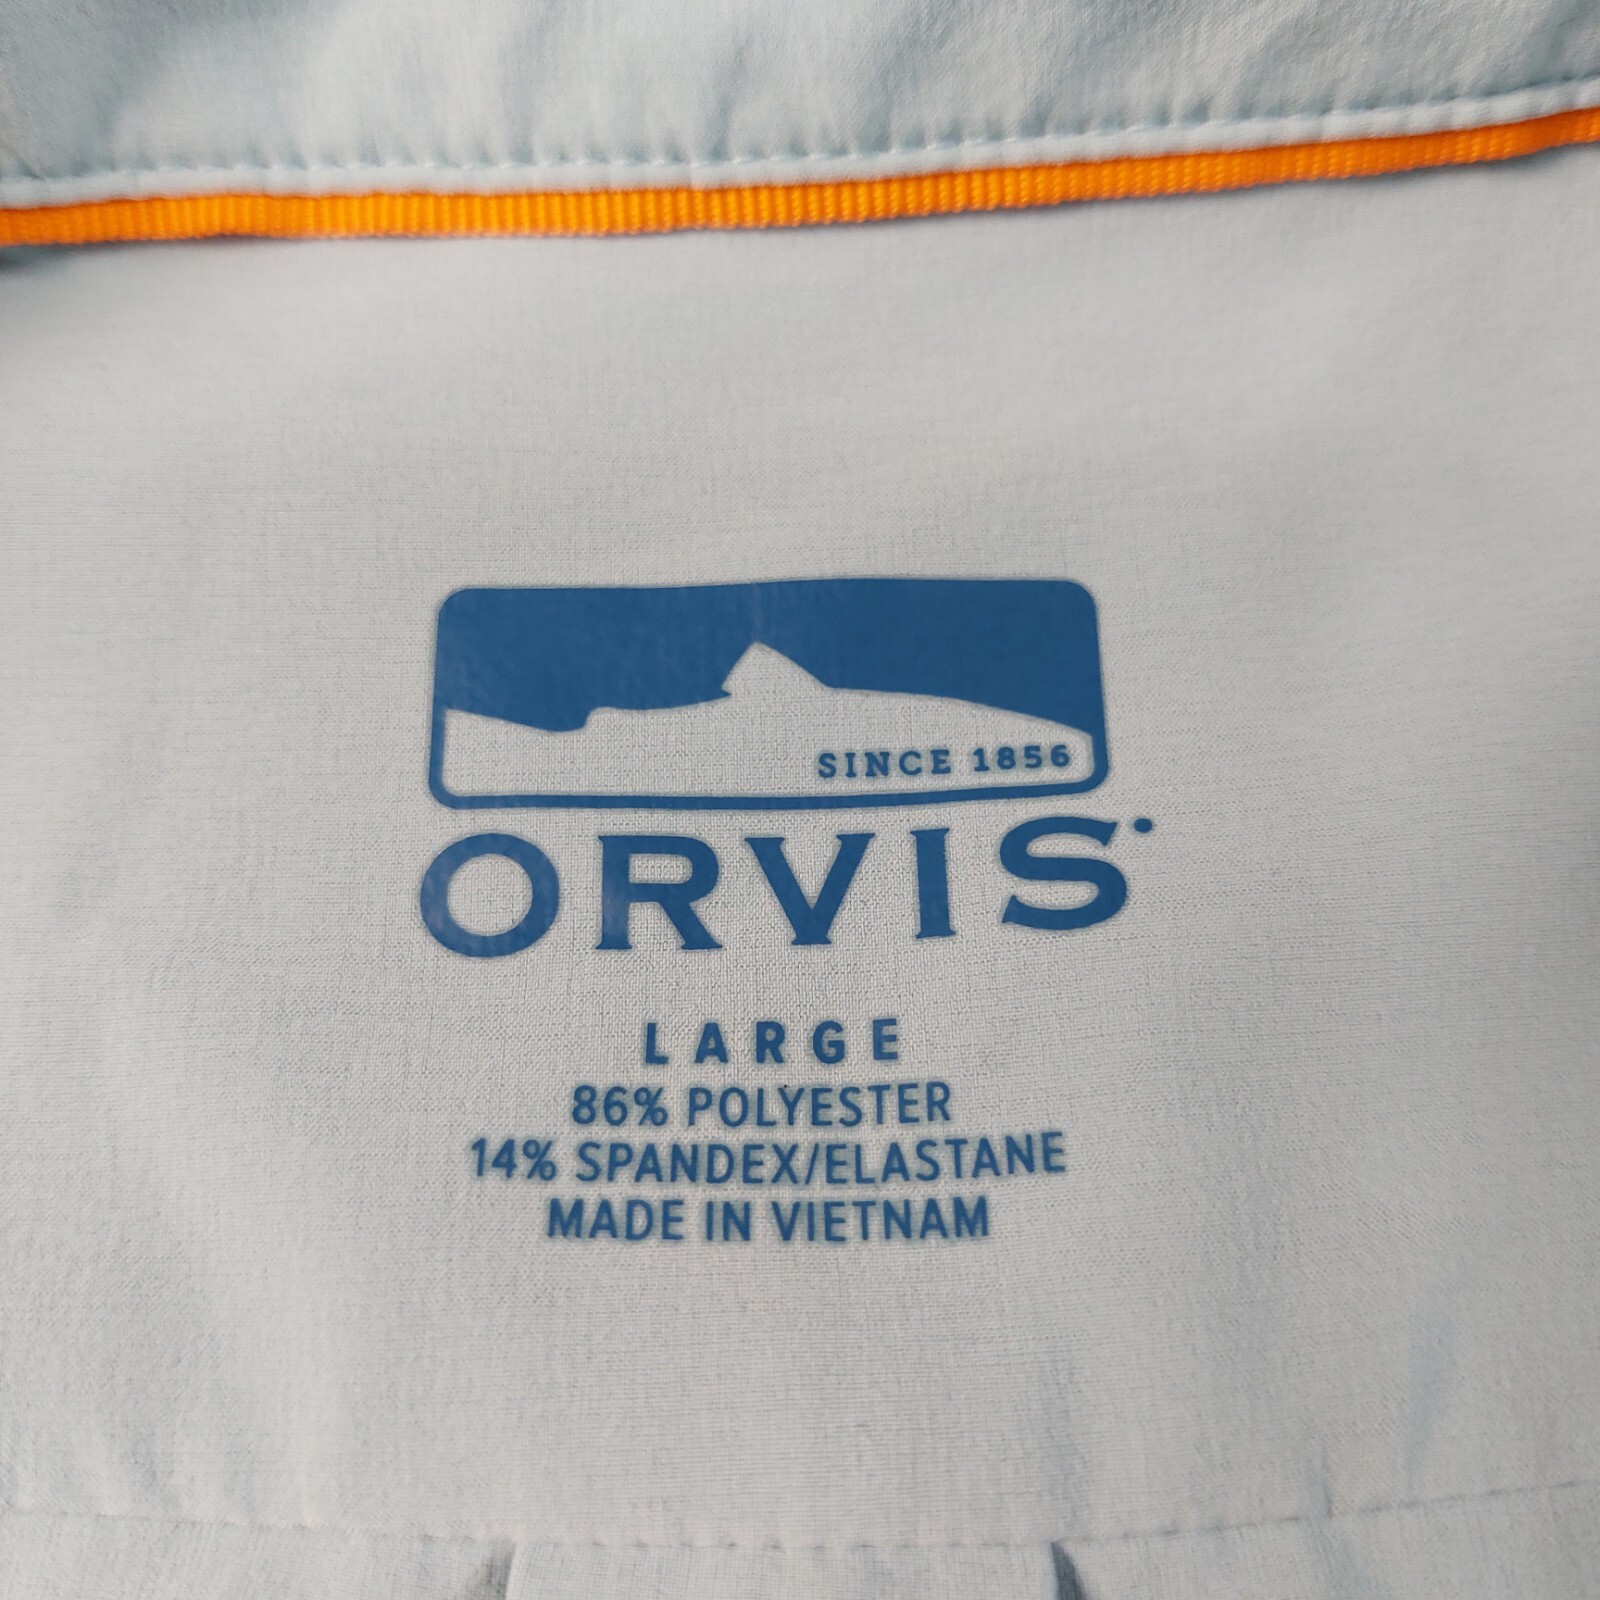 SINCE 1856
ORVIS
LARGE
86% POLYESTER
14% SPANDEX/ELASTANE
MADE IN VIETNAM